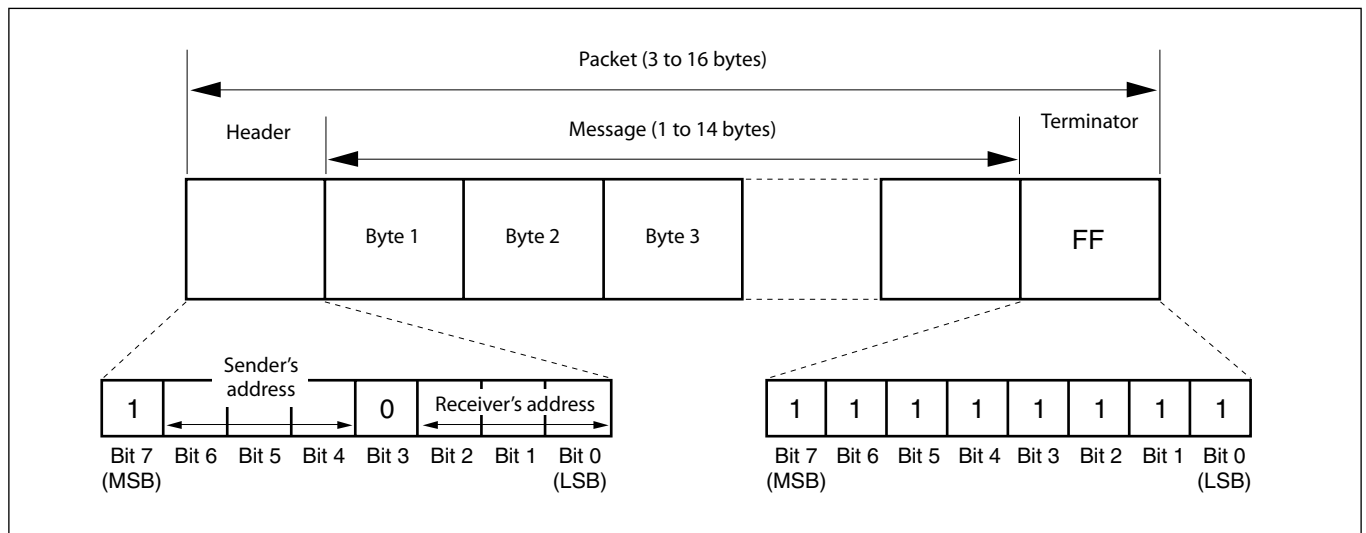 Packet (3 to 16 bytes)
Header
Message (1 to 14 bytes)
Terminator
Byte 1
Byte 2
Byte 3
FF
Sender's
address
1
0
Receiver's address
Bit 7 Bit 6 Bit 5 Bit 4 Bit 3 Bit 2 Bit 1 Bit 0
(MSB) (LSB)
1 1 1 1 1 1 1 1
Bit 7 Bit 6 Bit 5 Bit 4 Bit 3 Bit 2 Bit 1 Bit 0
(MSB) (LSB)